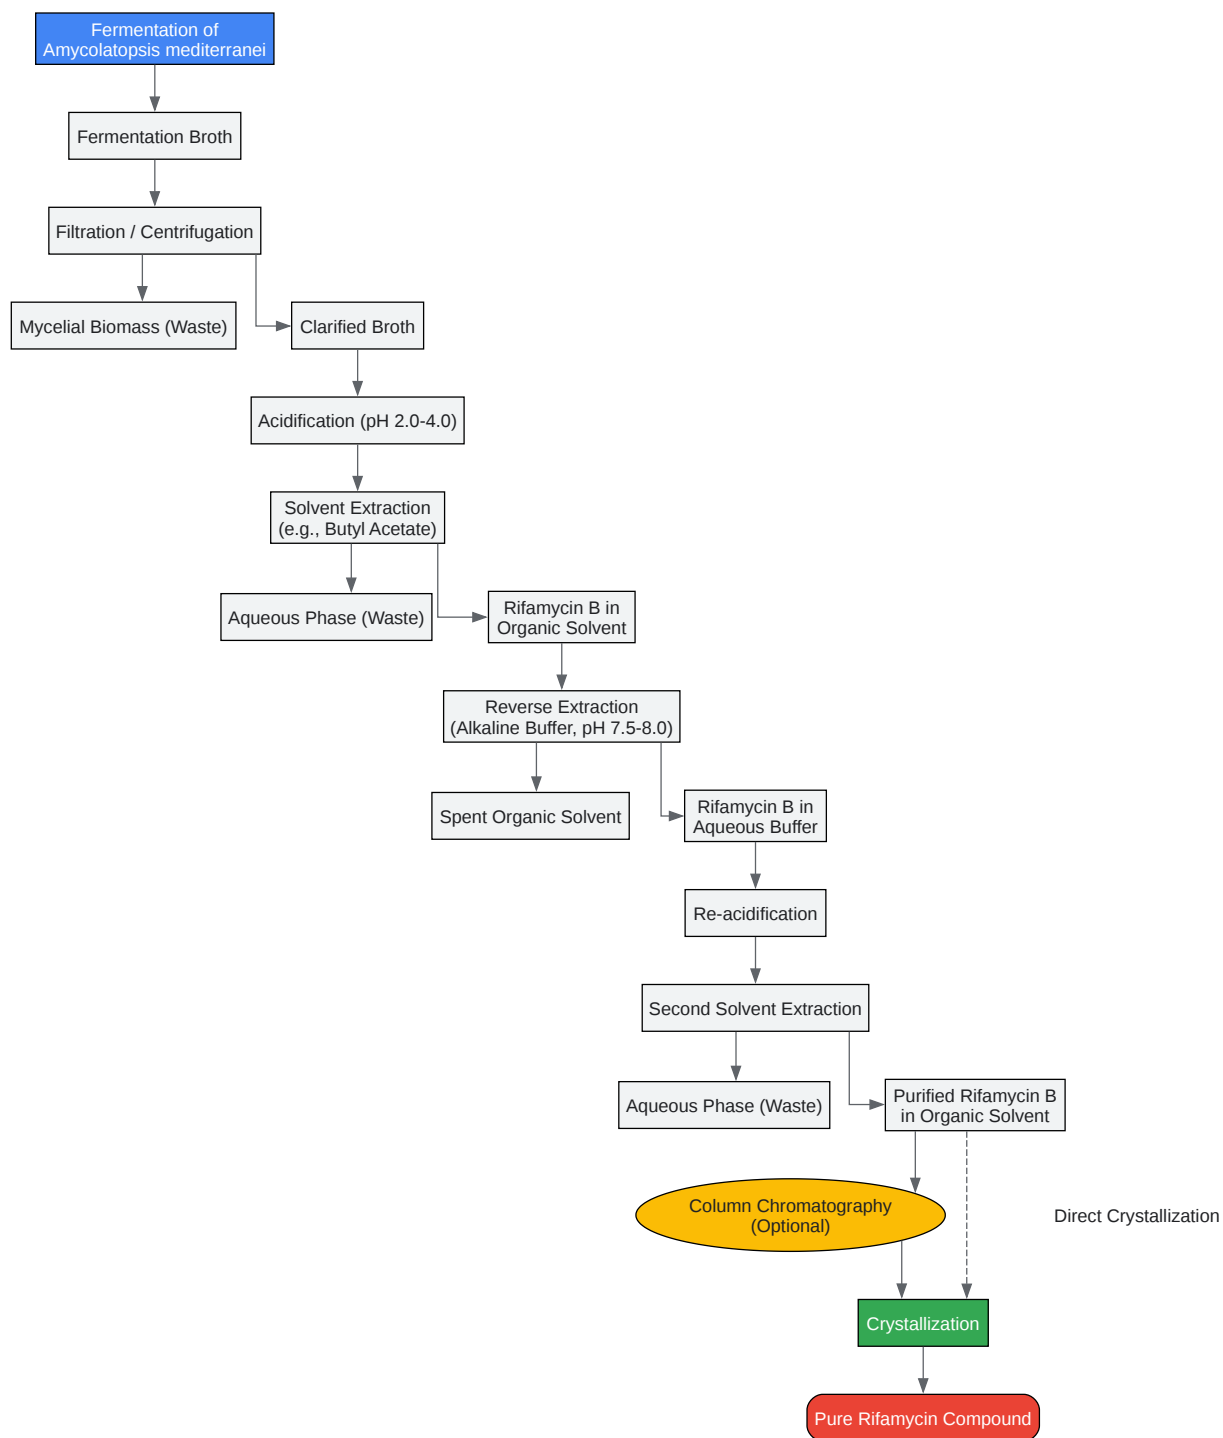 Fermentation of
Amycolatopsis mediterranei
Fermentation Broth
Filtration / Centrifugation
Mycelial Biomass (Waste)
Clarified Broth
Acidification (pH 2.0-4.0)
Solvent Extraction
(e.g., Butyl Acetate)
Aqueous Phase (Waste)
Rifamycin B in
Organic Solvent
Reverse Extraction
(Alkaline Buffer, pH 7.5-8.0)
Spent Organic Solvent
Rifamycin B in
Aqueous Buffer
Re-acidification
Second Solvent Extraction
Aqueous Phase (Waste)
Purified Rifamycin B
in Organic Solvent
Column Chromatography
(Optional)
Direct Crystallization
Crystallization
Pure Rifamycin Compound